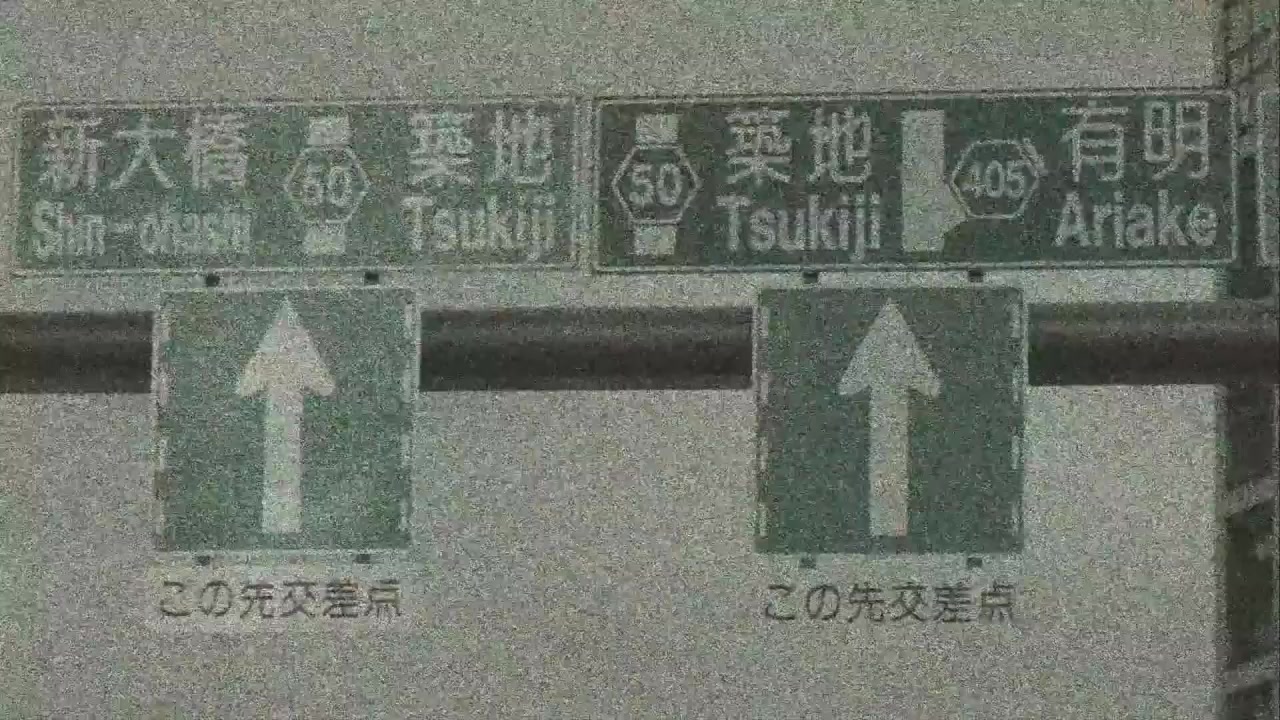 新大橋 50 築地
Shin-ohashi Tsukiji
50 築地 405 有明
Tsukiji Ariake
この先交差点
この先交差点